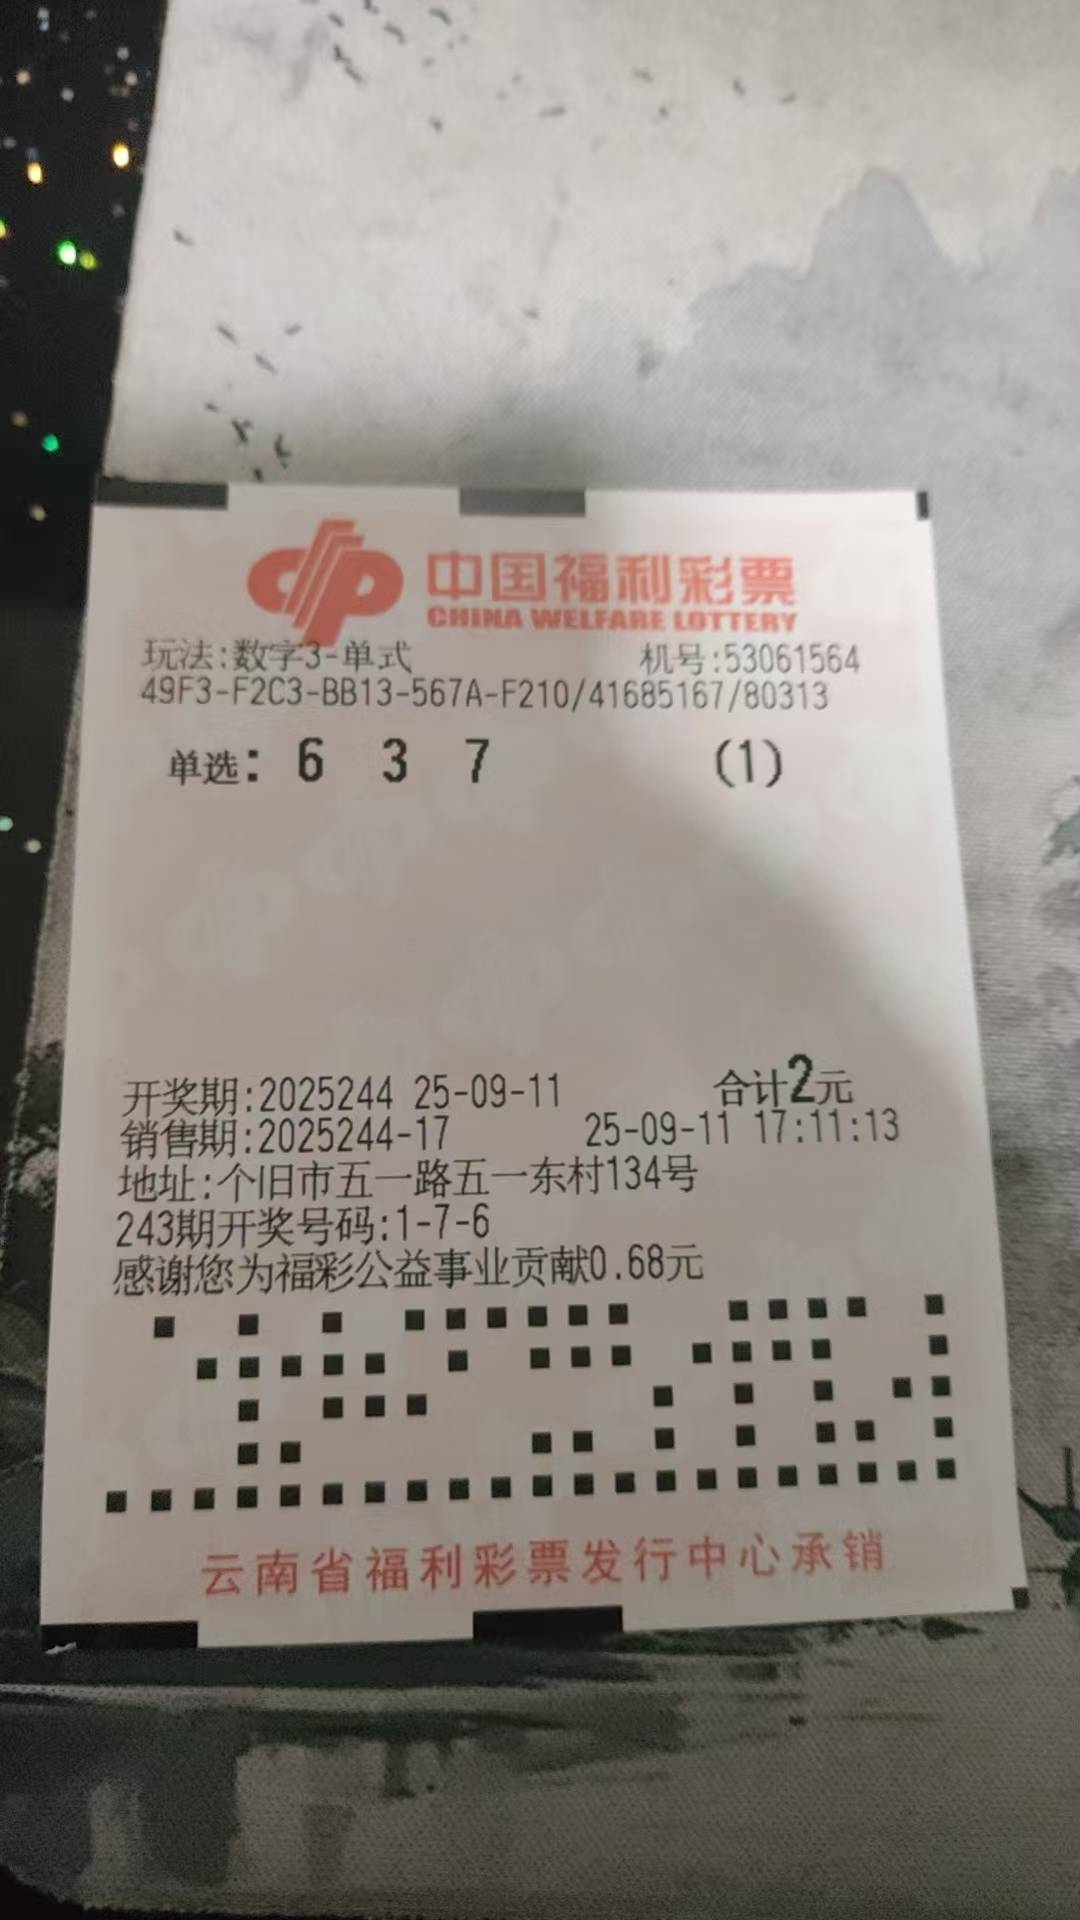 中国福利彩票
CHINA WELFARE LOTTERY
玩法:数字3-单式 机号:53061564
49F3-F2C3-BB13-567A-F210/41685167/80313
单选: 6 3 7 (1)
开奖期:2025244 25-09-11 合计2元
销售期:2025244-17 25-09-11 17:11:13
地址:个旧市五一路五一东村134号
243期开奖号码:1-7-6
感谢您为福彩公益事业贡献0.68元
云南省福利彩票发行中心承销